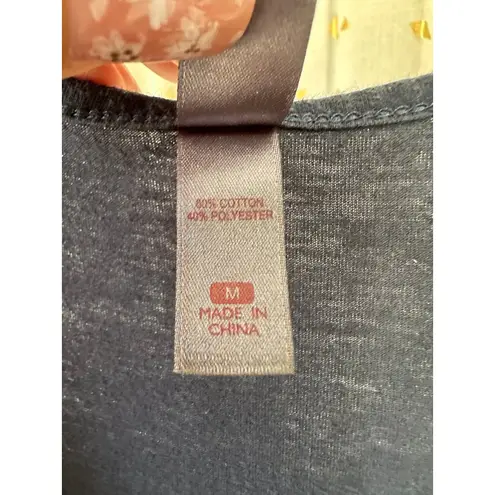 60% COTTON
40% POLYESTER
M
MADE IN
CHINA